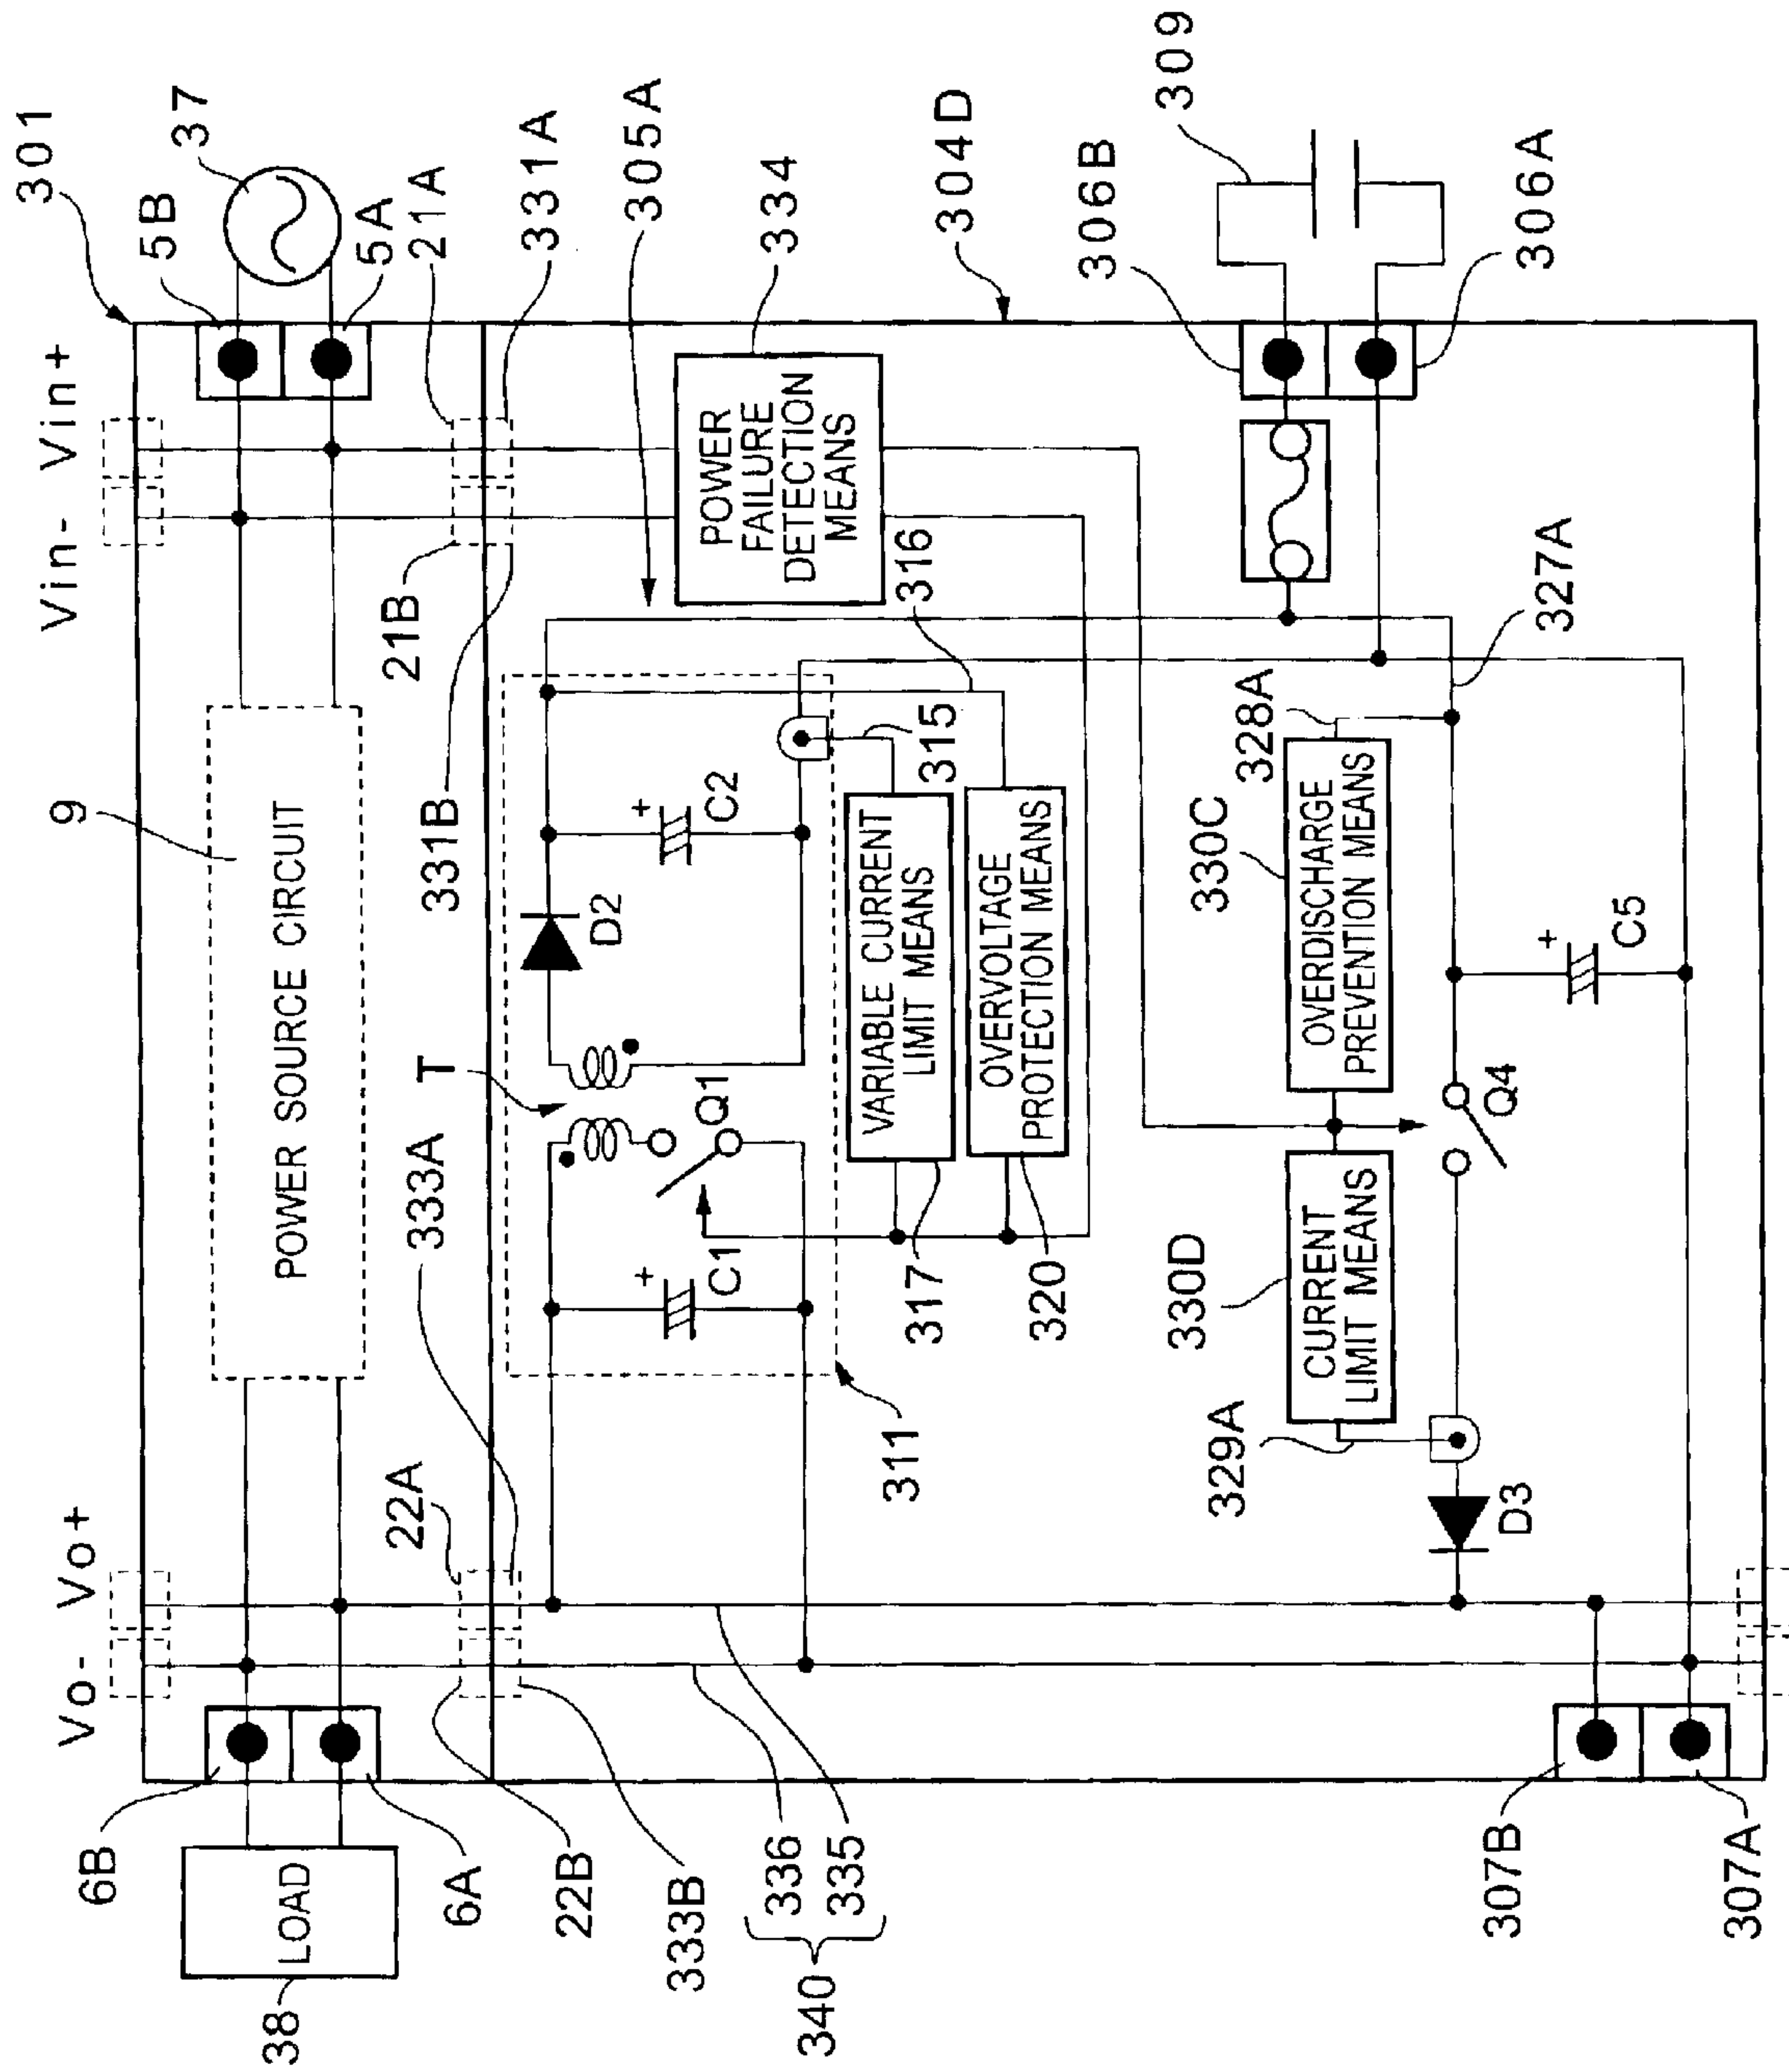 301
37
5B
5A
21A
331A
305A
334
304D
306B
309
306A
Vin- Vin+
POWER
FAILURE
DETECTION
MEANS
21B
331B
316
327A
9
POWER SOURCE CIRCUIT
D2
+
C2
315
VARIABLE CURRENT
LIMIT MEANS
OVERVOLTAGE
PROTECTION MEANS
328A
330C
OVERDISCHARGE
PREVENTION MEANS
+
C5
T
333A
Q1
+
C1
317
320
330D
CURRENT
LIMIT MEANS
Q4
311
329A
D3
Vo- Vo+
22A
6B
6A
22B
333B
336
335
340
307B
307A
LOAD
38